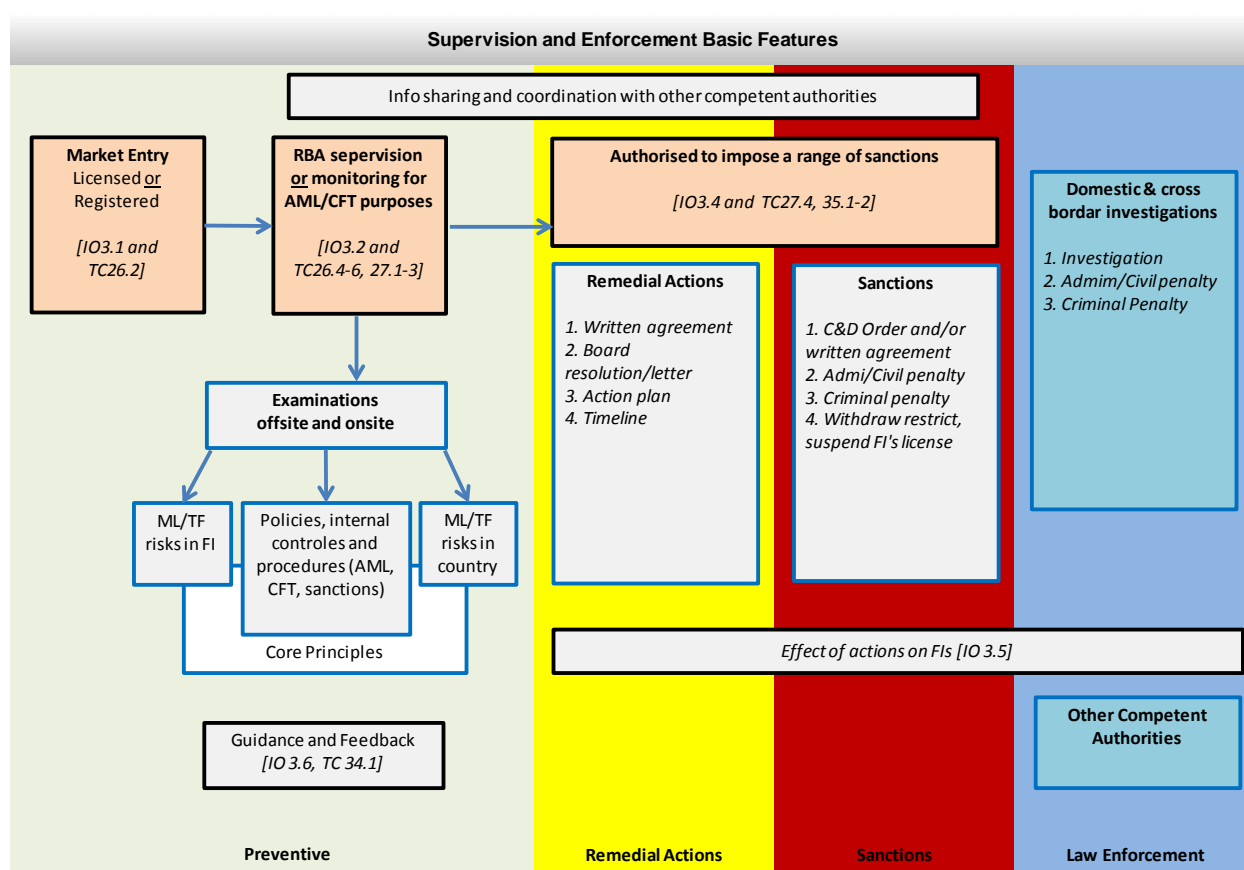 Supervision and Enforcement Basic Features
Info sharing and coordination with other competent authorities
Market Entry
Licensed or
Registered
[IO3.1 and
TC26.2]
RBA sepervision
or monitoring for
AML/CFT purposes
[IO3.2 and
TC26.4-6, 27.1-3]
Authorised to impose a range of sanctions
[IO3.4 and TC27.4, 35.1-2]
Domestic & cross
bordar investigations
1. Investigation
2. Admim/Civil penalty
3. Criminal Penalty
Remedial Actions
1. Written agreement
2. Board
resolution/letter
3. Action plan
4. Timeline
Sanctions
1. C&D Order and/or
written agreement
2. Admi/Civil penalty
3. Criminal penalty
4. Withdraw restrict,
suspend FI's license
Examinations
offsite and onsite
ML/TF
risks in FI
Policies, internal
controles and
procedures (AML,
CFT, sanctions)
ML/TF
risks in
country
Core Principles
Effect of actions on FIs [IO 3.5]
Guidance and Feedback
[IO 3.6, TC 34.1]
Other Competent
Authorities
Preventive
Remedial Actions
Sanctions
Law Enforcement